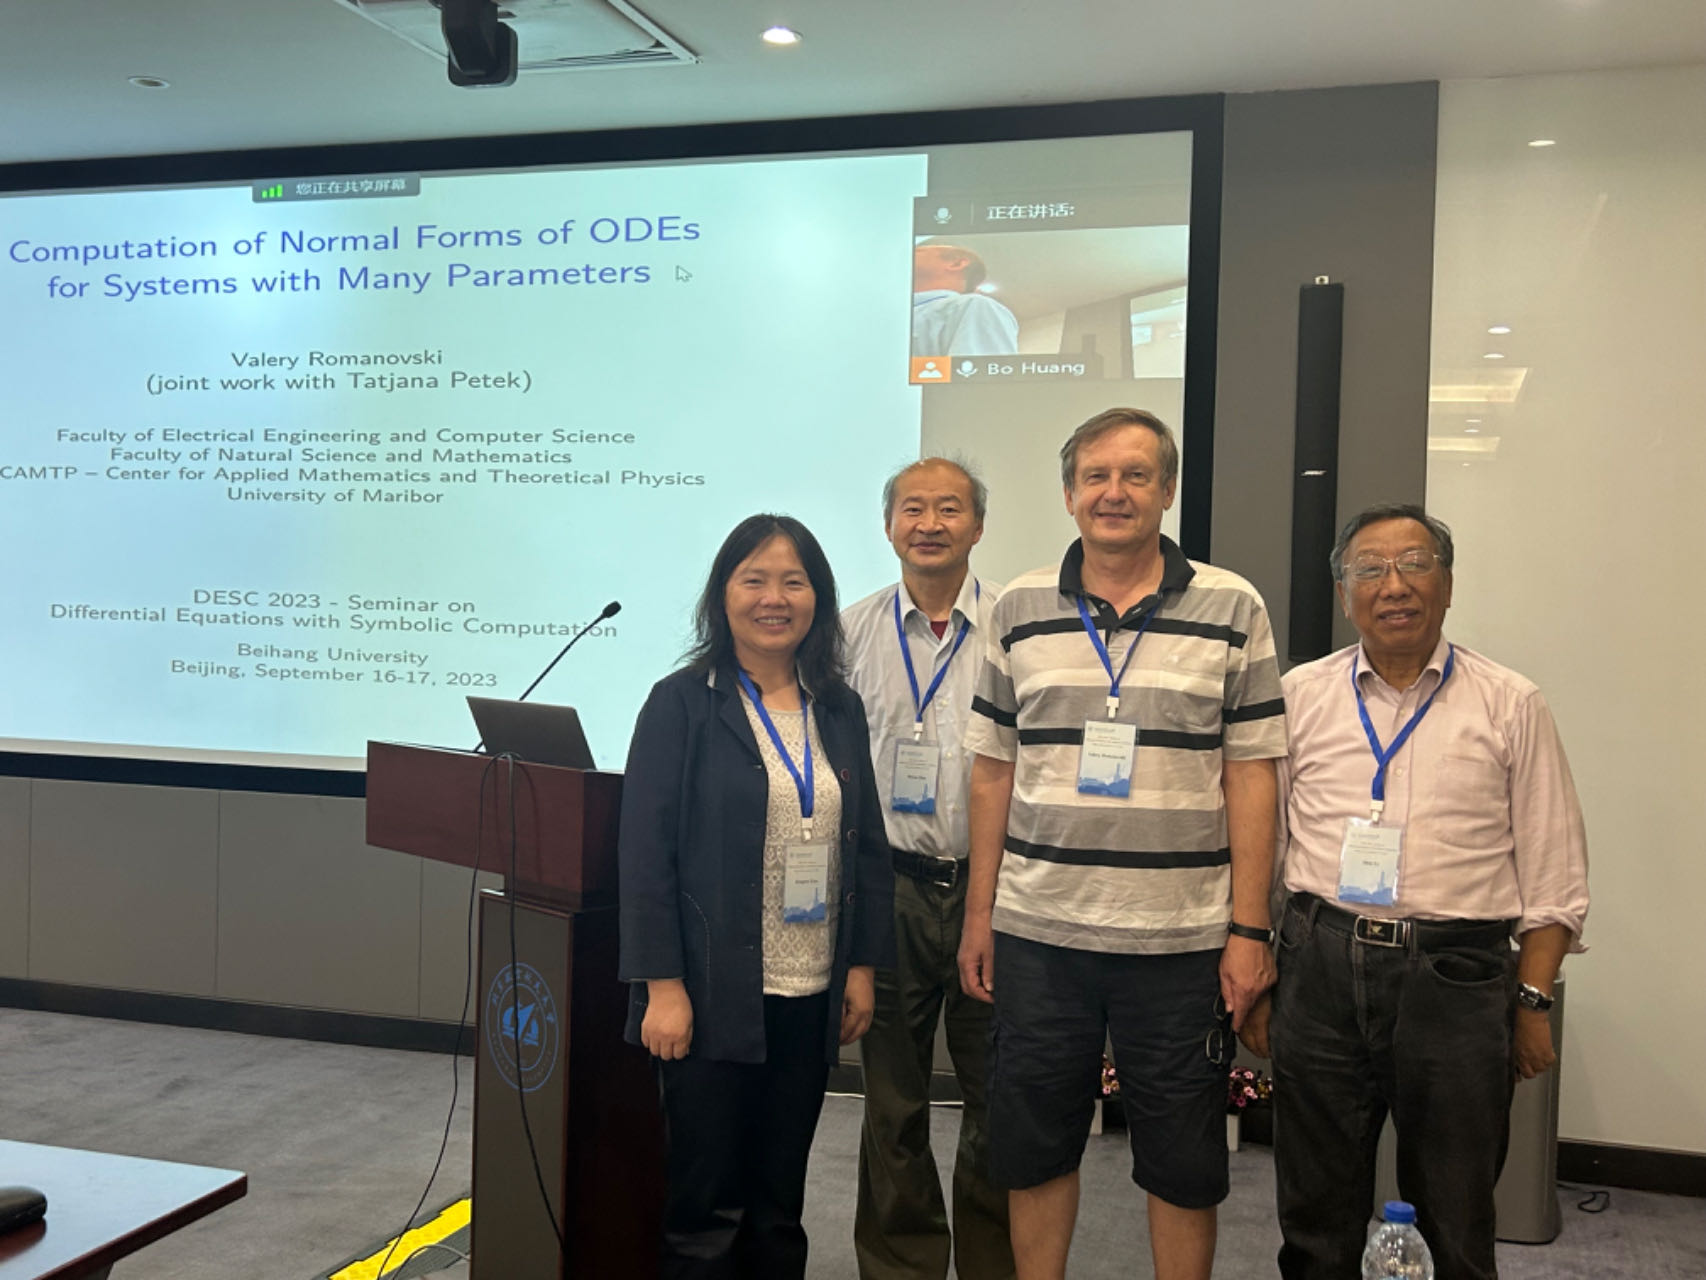 您正在共享屏幕
Computation of Normal Forms of ODEs
for Systems with Many Parameters
Valery Romanovski
(joint work with Tatjana Petek)
Faculty of Electrical Engineering and Computer Science
Faculty of Natural Science and Mathematics
CAMTP – Center for Applied Mathematics and Theoretical Physics
University of Maribor
DESC 2023 - Seminar on
Differential Equations with Symbolic Computation
Beihang University
Beijing, September 16-17, 2023
正在讲话:
Bo Huang
BOSE